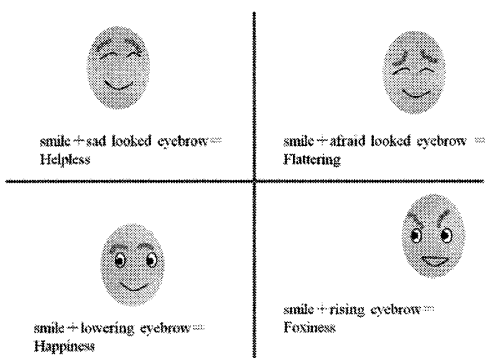 smile+sad looked eyebrow=
Helpless
smile+afraid looked eyebrow =
Flattering
smile+lowering eyebrow=
Happiness
smile+rising eyebrow=
Foxiness